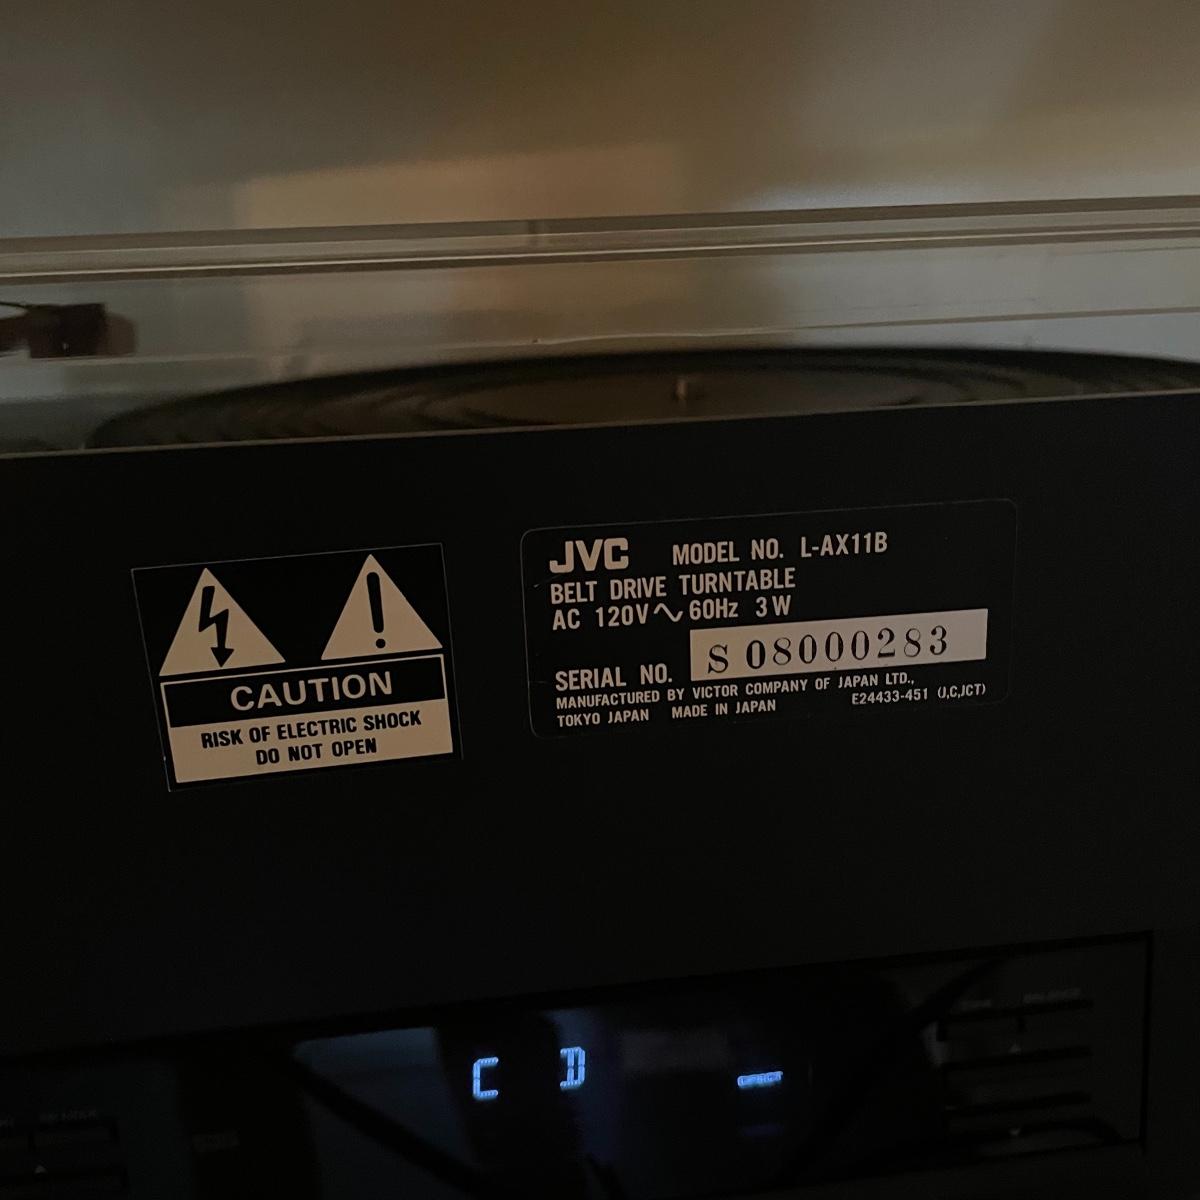 CAUTION
RISK OF ELECTRIC SHOCK
DO NOT OPEN
JVC MODEL NO. L-AX11B
BELT DRIVE TURNTABLE
AC 120V ~ 60Hz 3W
SERIAL NO. S 08000283
MANUFACTURED BY VICTOR COMPANY OF JAPAN LTD.,
TOKYO JAPAN MADE IN JAPAN E24433-451 (J,C,JCT)
C D